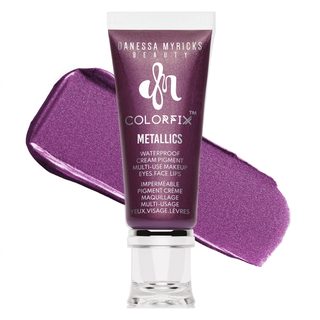 DANESSA MYRICKS
BEAUTY
COLORFIX™
METALLICS
WATERPROOF
CREAM PIGMENT
MULTI-USE MAKEUP
EYES.FACE.LIPS
IMPERMÉABLE
PIGMENT CRÈME
MAQUILLAGE
MULTI-USAGE
YEUX.VISAGE.LÈVRES